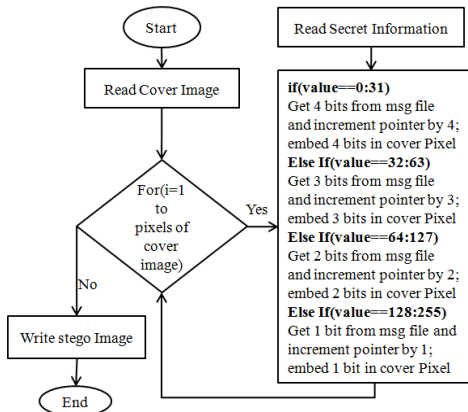 Start
Read Cover Image
For(i=1
to
pixels of
cover
image)
Yes
No
Write stego Image
End
Read Secret Information
if(value==0:31)
Get 4 bits from msg file
and increment pointer by 4;
embed 4 bits in cover Pixel
Else If(value==32:63)
Get 3 bits from msg file
and increment pointer by 3;
embed 3 bits in cover Pixel
Else If(value==64:127)
Get 2 bits from msg file
and increment pointer by 2;
embed 2 bits in cover Pixel
Else If(value==128:255)
Get 1 bit from msg file and
increment pointer by 1;
embed 1 bit in cover Pixel